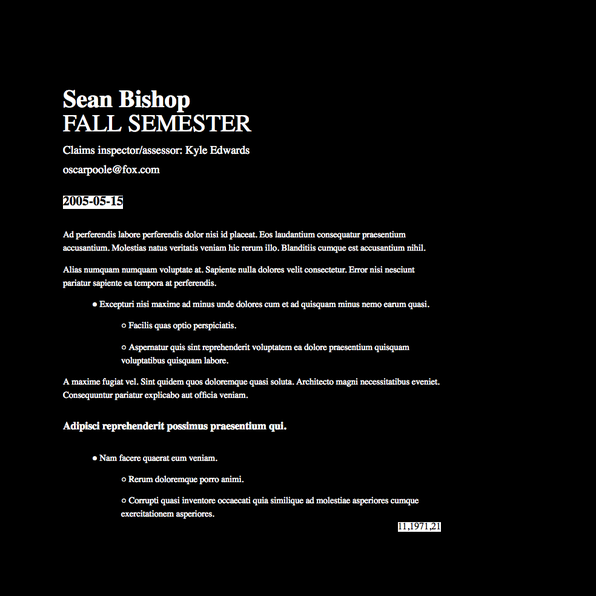 Sean Bishop
FALL SEMESTER
Claims inspector/assessor: Kyle Edwards
oscarpoole@fox.com
2005-05-15
Ad perferendis labore perferendis dolor nisi id placeat. Eos laudantium consequatur praesentium
accusantium. Molestias natus veritatis veniam hic rerum illo. Blanditiis cumque est accusantium nihil.
Alias numquam numquam voluptate at. Sapiente nulla dolores velit consectetur. Error nisi nesciunt
pariatur sapiente ea tempora at perferendis.
● Excepturi nisi maxime ad minus unde dolores cum et ad quisquam minus nemo earum quasi.
○ Facilis quas optio perspiciatis.
○ Aspernatur quis sint reprehenderit voluptatem ea dolore praesentium quisquam
voluptatibus quisquam labore.
A maxime fugiat vel. Sint quidem quos doloremque quasi soluta. Architecto magni necessitatibus eveniet.
Consequuntur pariatur explicabo aut officia veniam.
Adipisci reprehenderit possimus praesentium qui.
● Nam facere quaerat eum veniam.
○ Rerum doloremque porro animi.
○ Corrupti quasi inventore occaecati quia similique ad molestiae asperiores cumque
exercitationem asperiores.
11,1971,21